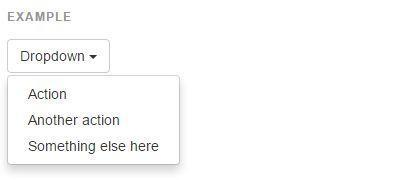 EXAMPLE
Dropdown
Action
Another action
Something else here